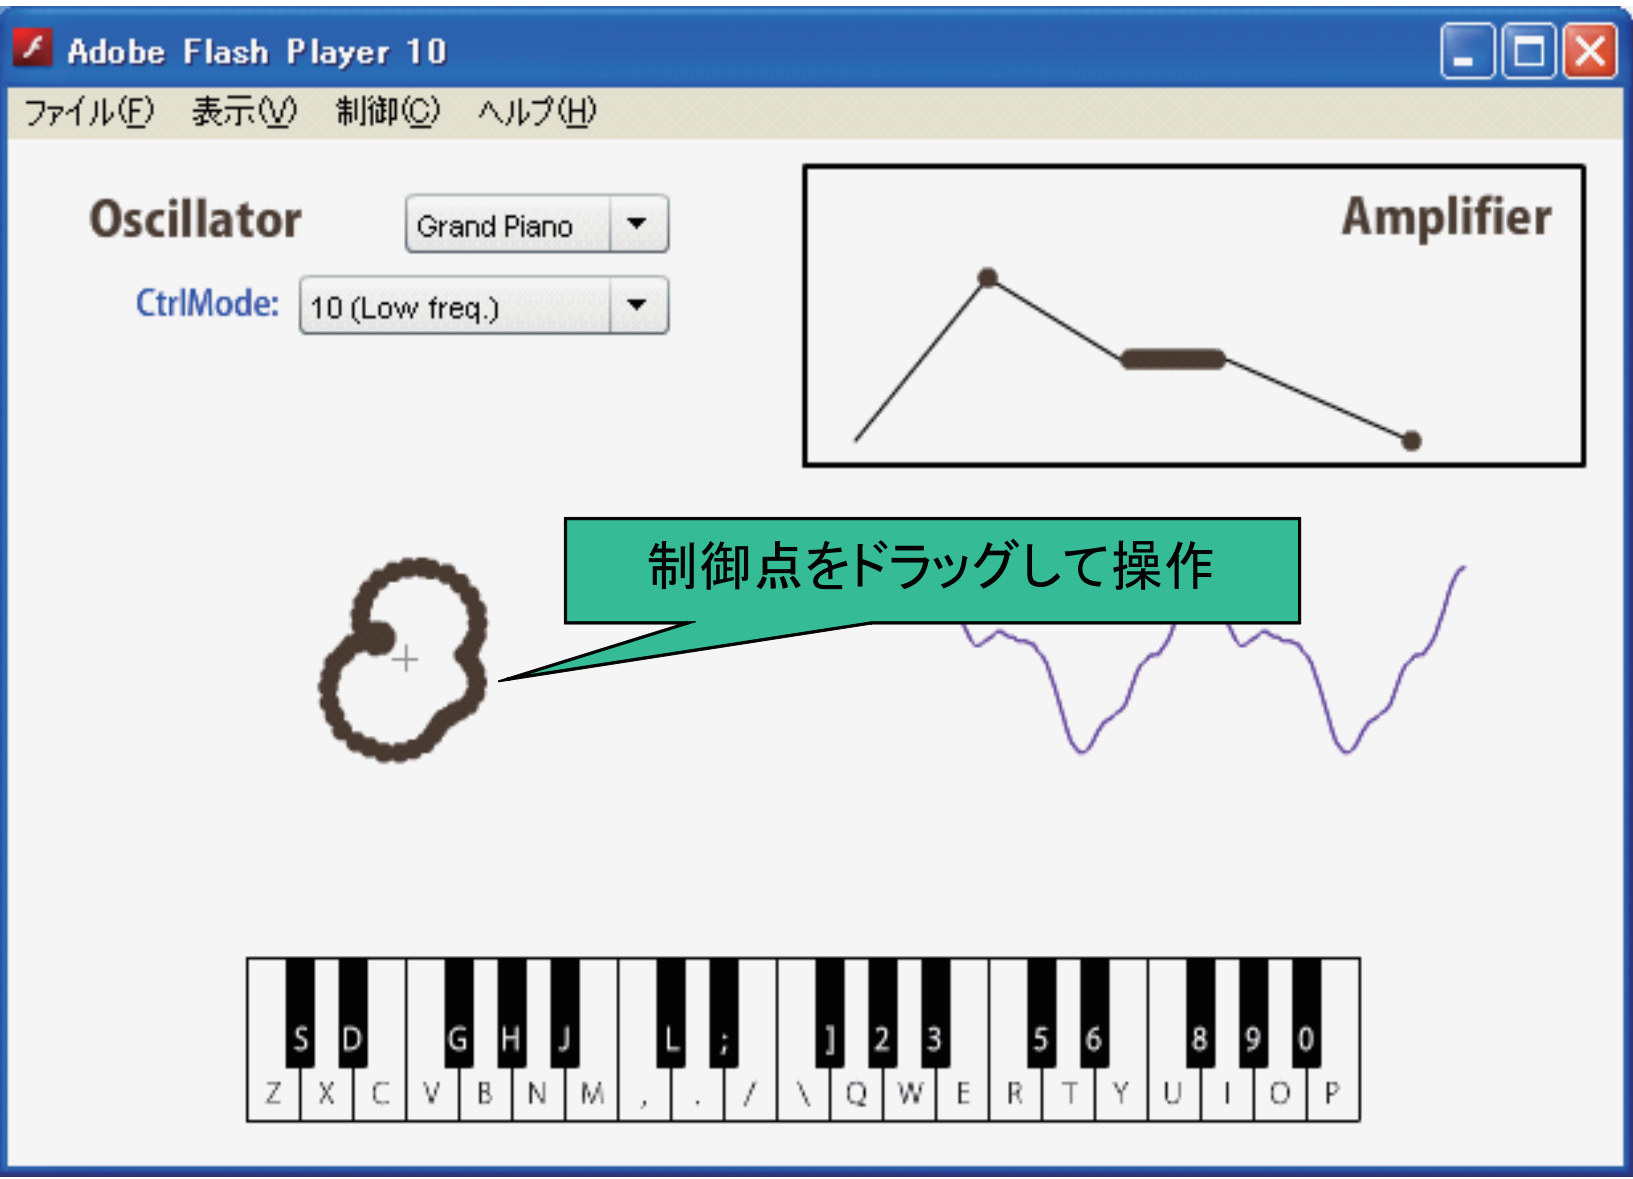 Adobe Flash Player 10
ファイル(F) 表示(V) 制御(C) ヘルプ(H)
Oscillator
Grand Piano
CtrlMode:
10 (Low freq.)
Amplifier
制御点をドラッグして操作
S D G H J L ; ] 2 3 5 6 8 9 0
Z X C V B N M , . / \ Q W E R T Y U I O P